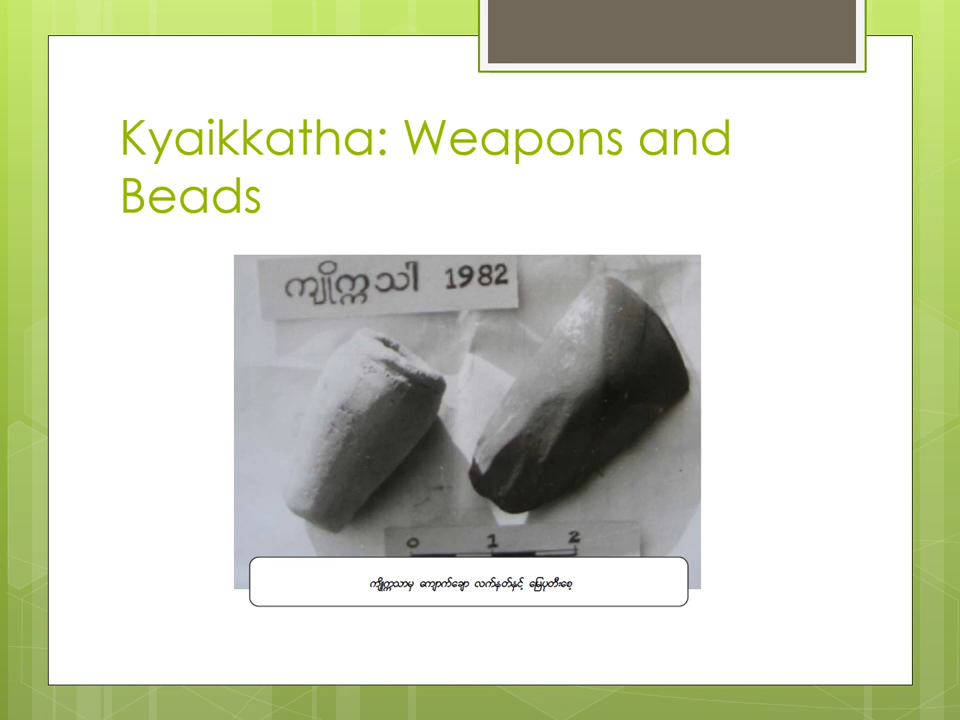 Kyaikkatha: Weapons and
Beads
ကျိုက္ကသါ 1982
0 1 2
ကျိုက္ကသာမှ ကျောက်ချော လက်နက်နှင့် မြေပုတီးစေ့